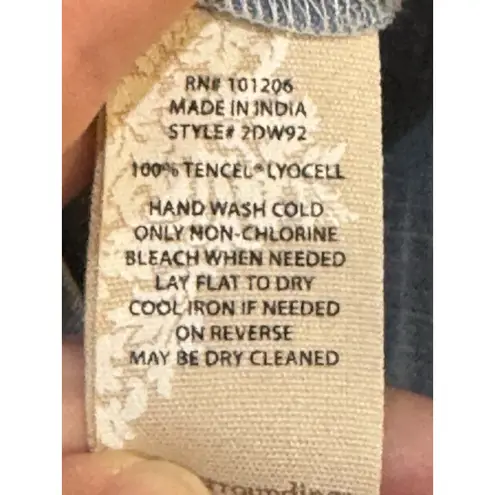 RN# 101206
MADE IN INDIA
STYLE# 2DW92
100% TENCEL® LYOCELL
HAND WASH COLD
ONLY NON-CHLORINE
BLEACH WHEN NEEDED
LAY FLAT TO DRY
COOL IRON IF NEEDED
ON REVERSE
MAY BE DRY CLEANED